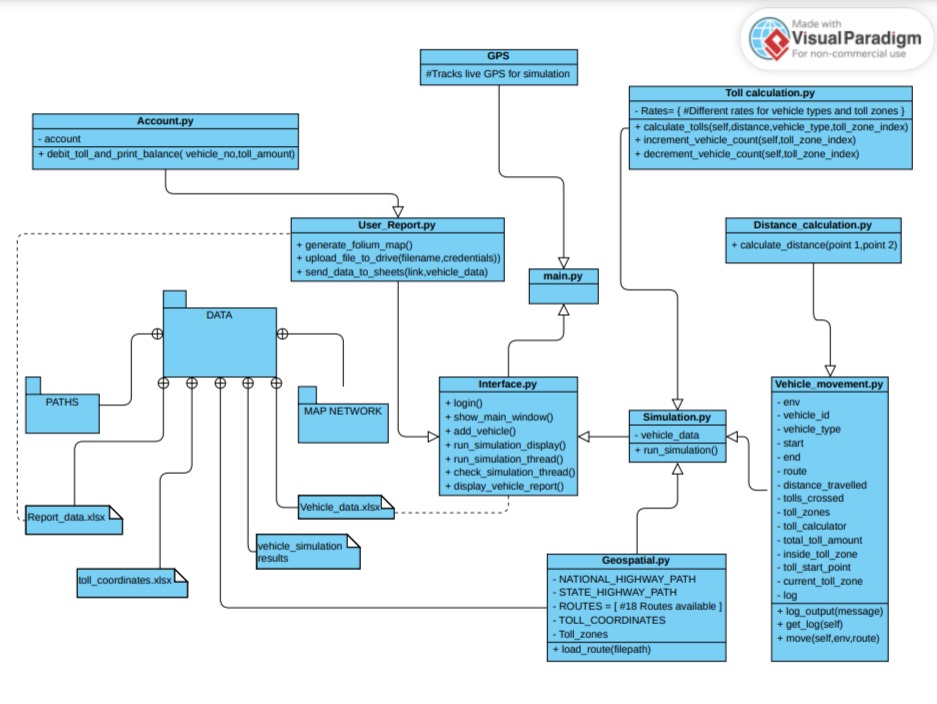 Made with
Visual Paradigm
For non-commercial use
GPS
#Tracks live GPS for simulation
Toll calculation.py
- Rates= { #Different rates for vehicle types and toll zones }
+ calculate_tolls(self,distance,vehicle_type,toll_zone_index)
+ increment_vehicle_count(self,toll_zone_index)
+ decrement_vehicle_count(self,toll_zone_index)
Account.py
- account
+ debit_toll_and_print_balance( vehicle_no,toll_amount)
User_Report.py
+ generate_folium_map()
+ upload_file_to_drive(filename,credentials))
+ send_data_to_sheets(link,vehicle_data)
Distance_calculation.py
+ calculate_distance(point 1,point 2)
main.py
DATA
PATHS
MAP NETWORK
Interface.py
+ login()
+ show_main_window()
+ add_vehicle()
+ run_simulation_display()
+ run_simulation_thread()
+ check_simulation_thread()
+ display_vehicle_report()
Simulation.py
- vehicle_data
+ run_simulation()
Vehicle_movement.py
- env
- vehicle_id
- vehicle_type
- start
- end
- route
- distance_travelled
- tolls_crossed
- toll_zones
- toll_calculator
- total_toll_amount
- inside_toll_zone
- toll_start_point
- current_toll_zone
- log
+ log_output(message)
+ get_log(self)
+ move(self,env,route)
Report_data.xlsx
Vehicle_data.xlsx
vehicle_simulation
results
toll_coordinates.xlsx
Geospatial.py
- NATIONAL_HIGHWAY_PATH
- STATE_HIGHWAY_PATH
- ROUTES = [ #18 Routes available ]
- TOLL_COORDINATES
- Toll_zones
+ load_route(filepath)